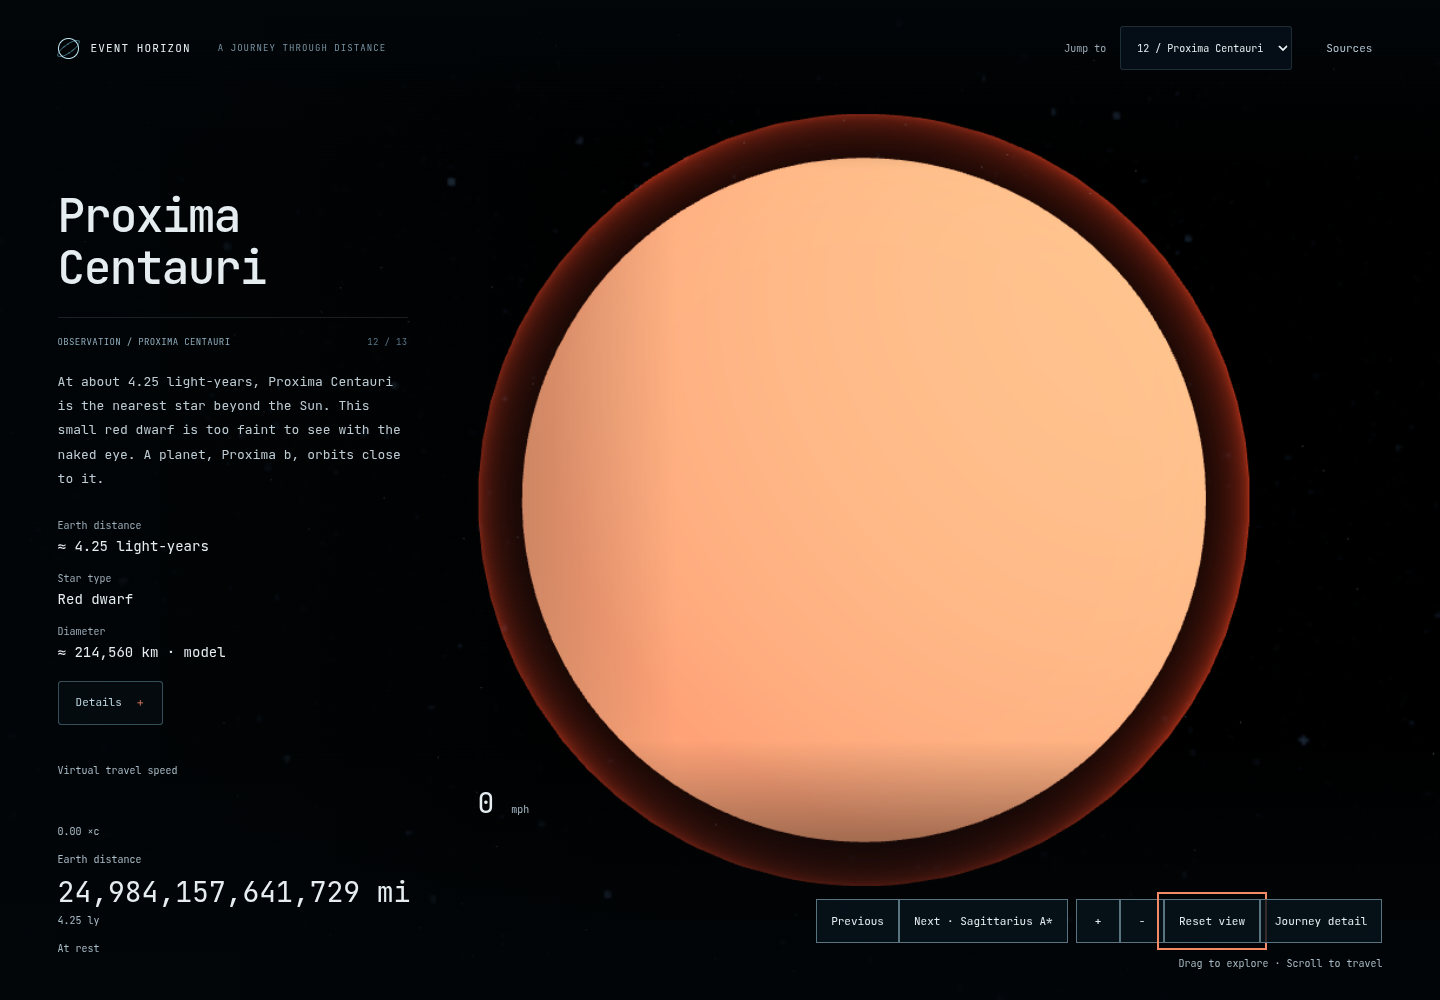 EVENT HORIZON
A JOURNEY THROUGH DISTANCE
Jump to
12 / Proxima Centauri
Sources
Proxima
Centauri
OBSERVATION / PROXIMA CENTAURI
12 / 13
At about 4.25 light-years, Proxima Centauri
is the nearest star beyond the Sun. This
small red dwarf is too faint to see with the
naked eye. A planet, Proxima b, orbits close
to it.
Earth distance
≈ 4.25 light-years
Star type
Red dwarf
Diameter
≈ 214,560 km · model
Details +
Virtual travel speed
0 mph
0.00 ×c
Earth distance
24,984,157,641,729 mi
4.25 ly
At rest
Previous
Next · Sagittarius A*
+
-
Reset view
Journey detail
Drag to explore · Scroll to travel